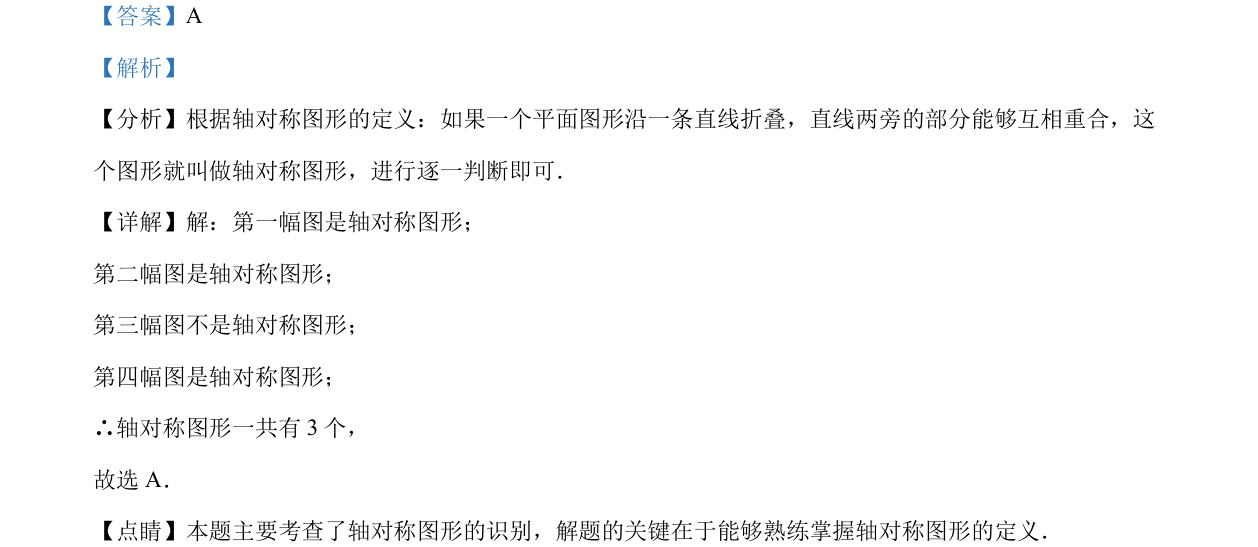 【答案】A
【解析】
【分析】根据轴对称图形的定义：如果一个平面图形沿一条直线折叠，直线两旁的部分能够互相重合，这
个图形就叫做轴对称图形，进行逐一判断即可．
【详解】解：第一幅图是轴对称图形；
第二幅图是轴对称图形；
第三幅图不是轴对称图形；
第四幅图是轴对称图形；
∴轴对称图形一共有 3 个，
故选 A．
【点睛】本题主要考查了轴对称图形的识别，解题的关键在于能够熟练掌握轴对称图形的定义．